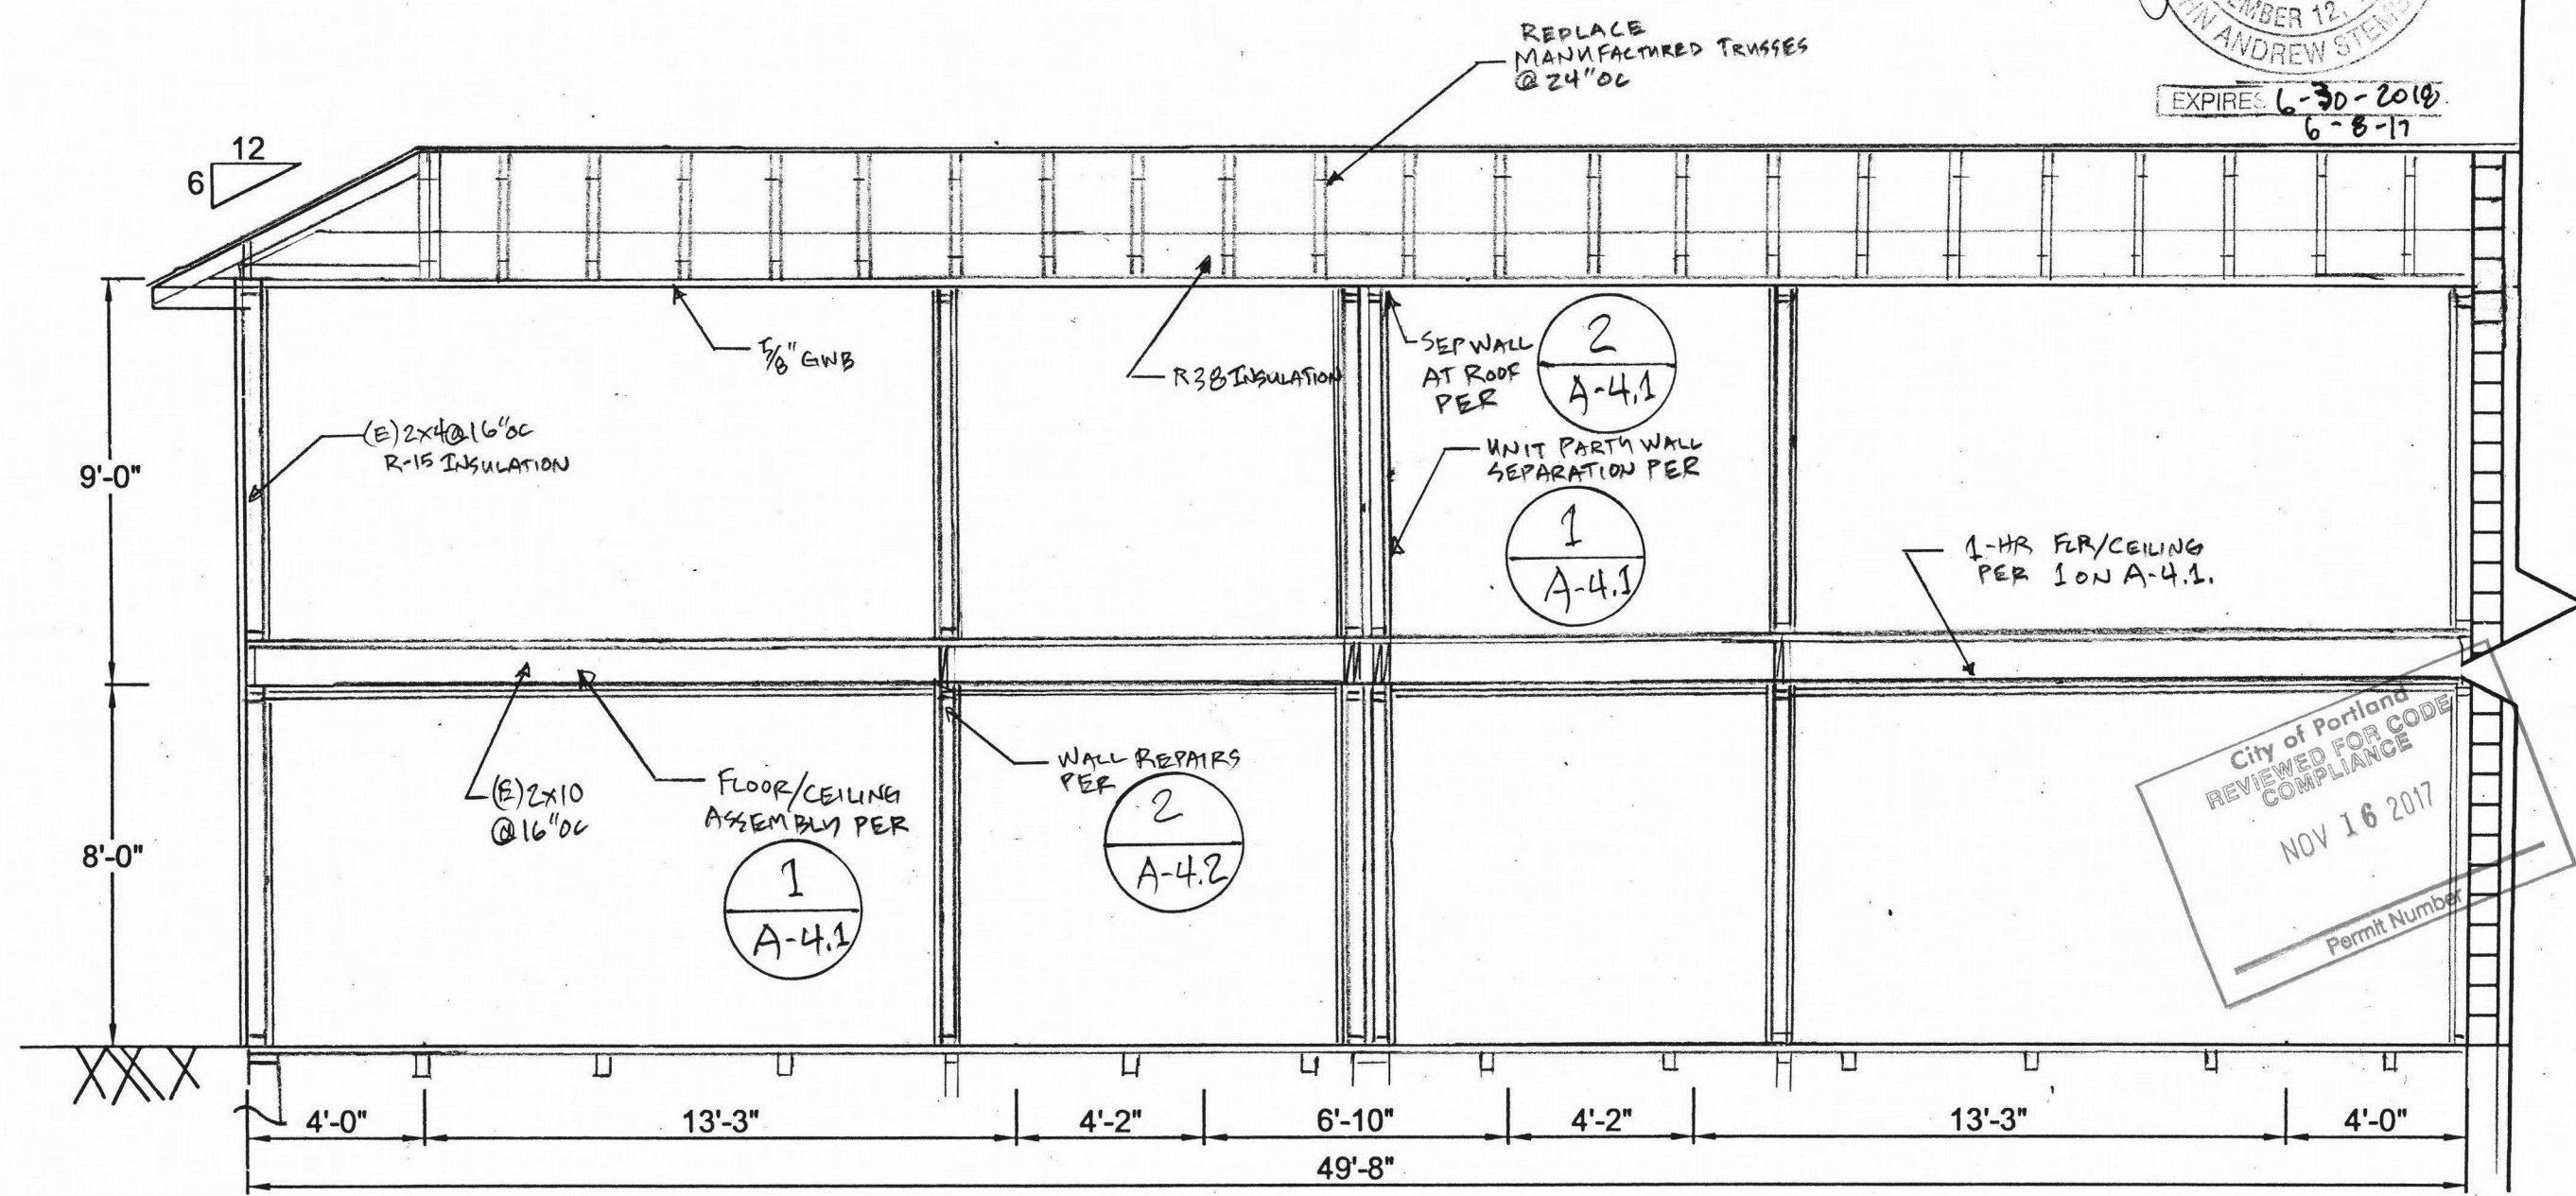 EMBER 12,
HN ANDREW STEMB
EXPIRES 6-30-2018
6-8-17
REPLACE
MANUFACTURED TRUSSES
@ 24" OC
12
6
5/8" GWB
R38 INSULATION
SEP WALL
AT ROOF
PER
2
A-4.1
(E) 2x4@16"OC
R-15 INSULATION
UNIT PARTY WALL
SEPARATION PER
1
A-4.1
9'-0"
1-HR FLR/CEILING
PER 1 ON A-4.1.
(E) 2x10
@16"OC
FLOOR/CEILING
ASSEMBLY PER
1
A-4.1
WALL REPAIRS
PER
2
A-4.2
8'-0"
City of Portland
REVIEWED FOR CODE
COMPLIANCE
NOV 16 2017
Permit Number
4'-0"
13'-3"
4'-2"
6'-10"
4'-2"
13'-3"
4'-0"
49'-8"